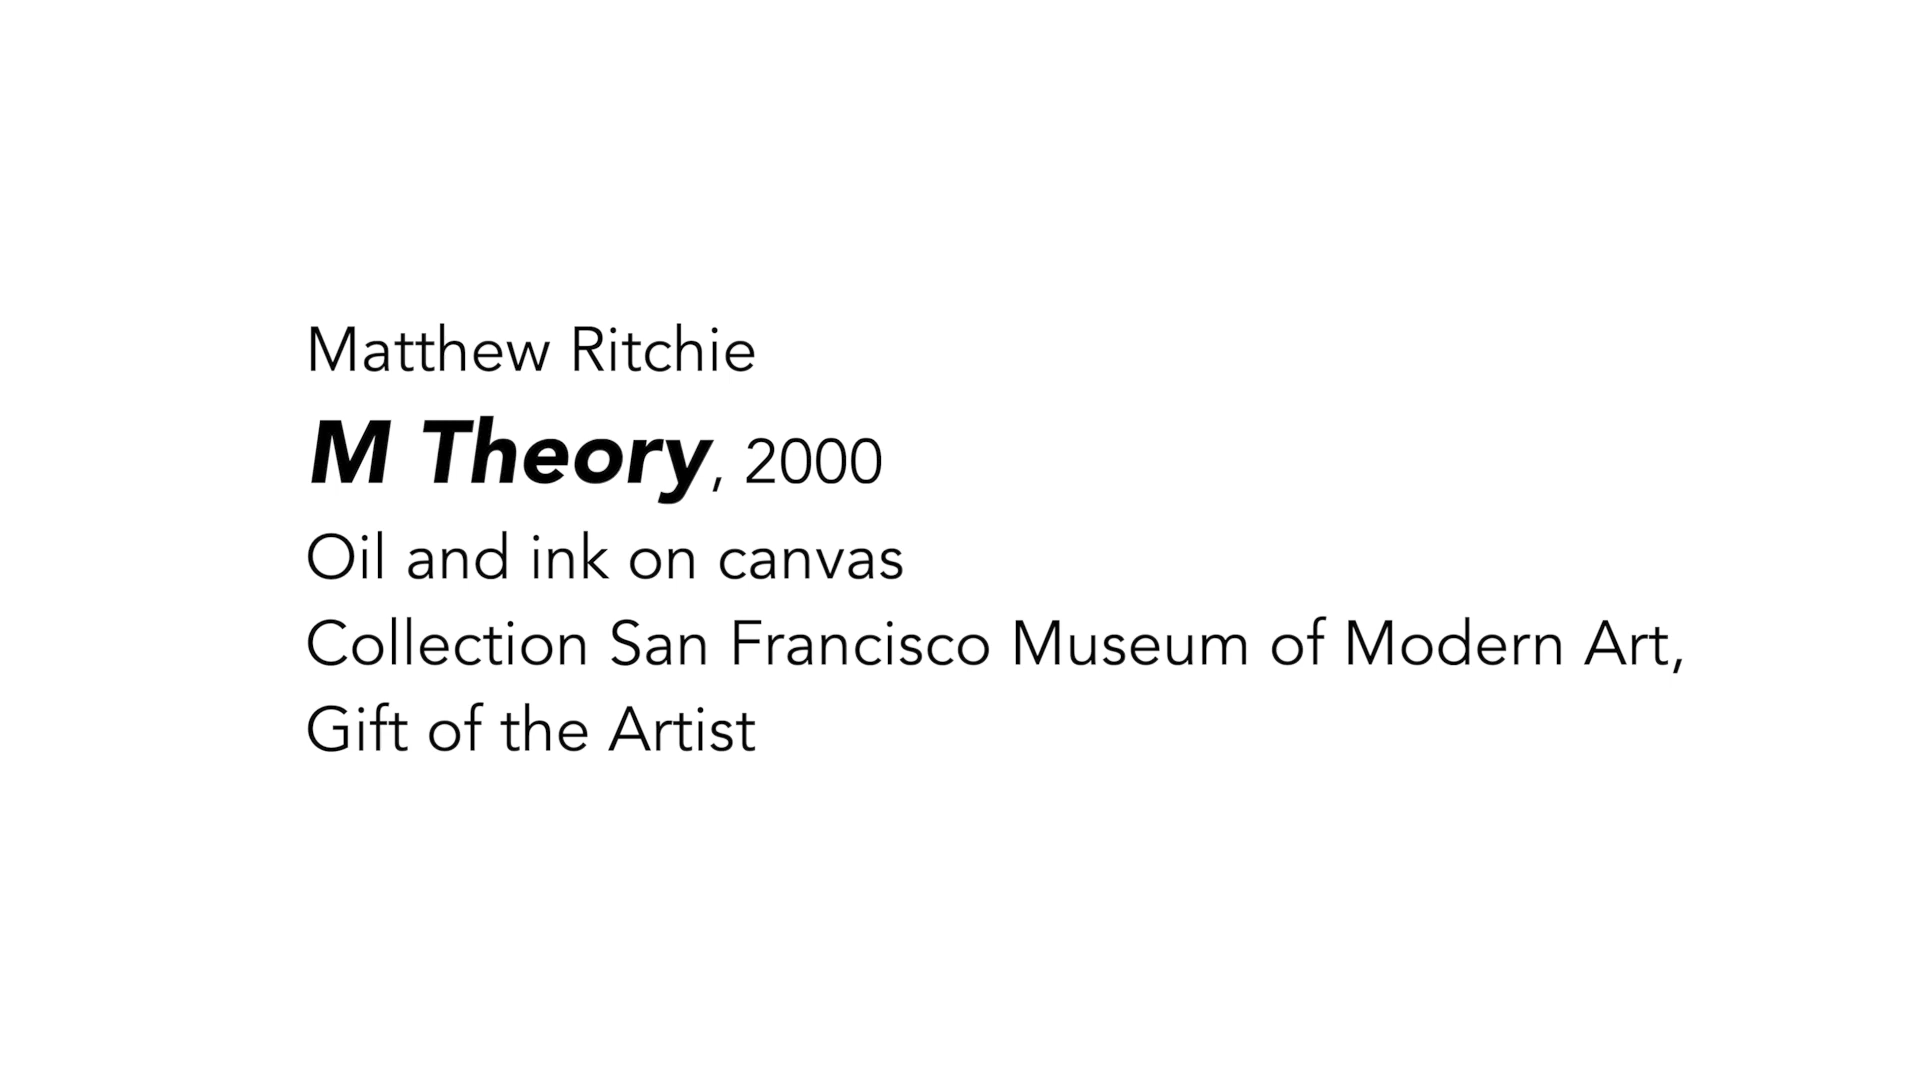 Matthew Ritchie
M Theory, 2000
Oil and ink on canvas
Collection San Francisco Museum of Modern Art,
Gift of the Artist